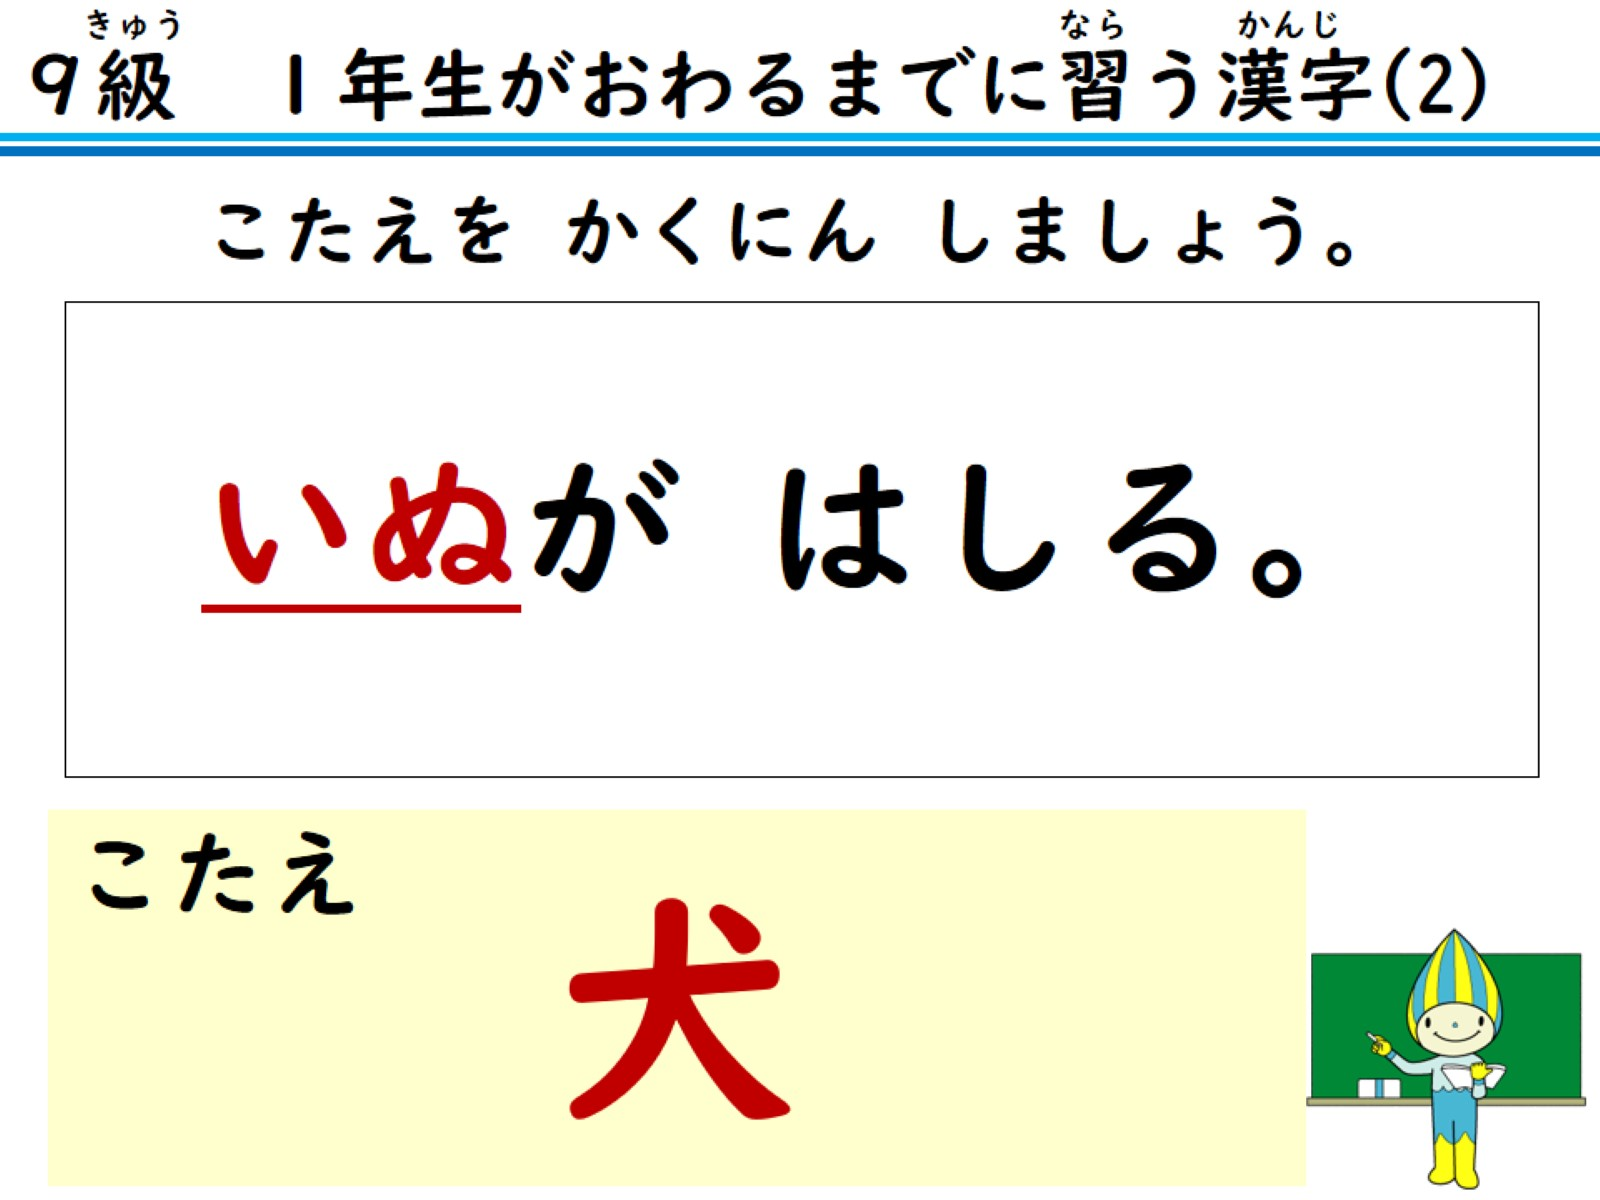 きゅう なら かんじ
9級 1年生がおわるまでに習う漢字(2)
こたえを かくにん しましょう。
いぬが はしる。
こたえ
犬